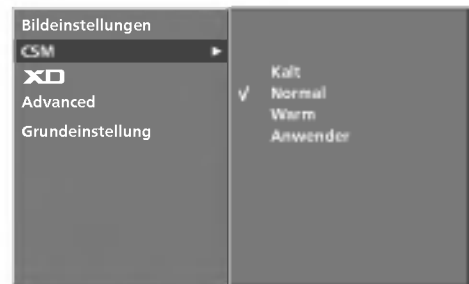 Bildeinstellungen
CSM
XD
Advanced
Grundeinstellung
Kalt
√ Normal
Warm
Anwender